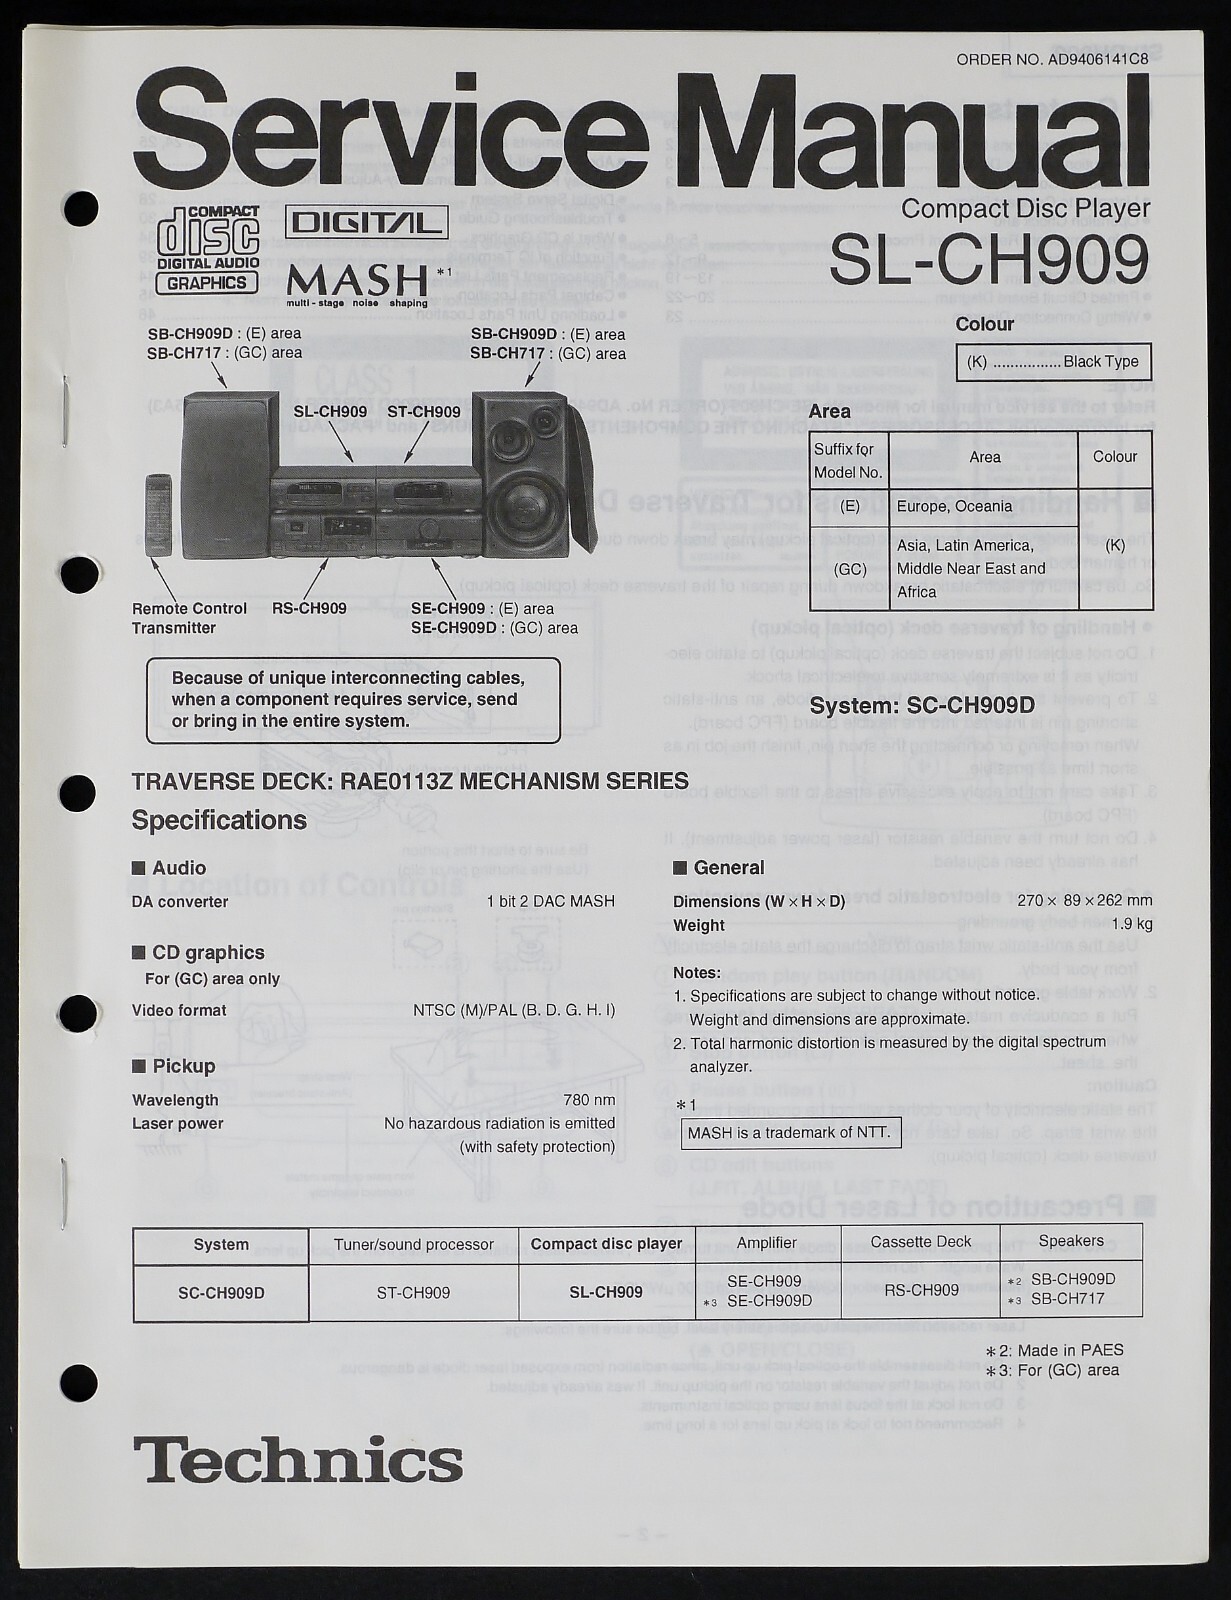 ORDER NO. AD9406141C8
Service Manual
COMPACT
disc
DIGITAL AUDIO
GRAPHICS
DIGITAL
MASH *1
multi-stage noise shaping
Compact Disc Player
SL-CH909
Colour
(K) ................ Black Type
SB-CH909D : (E) area
SB-CH717 : (GC) area
SB-CH909D : (E) area
SB-CH717 : (GC) area
SL-CH909 ST-CH909
Remote Control
Transmitter
RS-CH909
SE-CH909 : (E) area
SE-CH909D : (GC) area
Area
Suffix for
Model No.
Area
Colour
(E)
Europe, Oceania
(GC)
Asia, Latin America,
Middle Near East and
Africa
(K)
Because of unique interconnecting cables,
when a component requires service, send
or bring in the entire system.
System: SC-CH909D
TRAVERSE DECK: RAE0113Z MECHANISM SERIES
Specifications
■ Audio
DA converter 1 bit 2 DAC MASH
■ CD graphics
For (GC) area only
Video format NTSC (M)/PAL (B. D. G. H. I)
■ Pickup
Wavelength 780 nm
Laser power No hazardous radiation is emitted
(with safety protection)
■ General
Dimensions (W × H × D) 270 × 89 × 262 mm
Weight 1.9 kg
Notes:
1. Specifications are subject to change without notice.
Weight and dimensions are approximate.
2. Total harmonic distortion is measured by the digital spectrum
analyzer.
*1
MASH is a trademark of NTT.
System Tuner/sound processor Compact disc player Amplifier Cassette Deck Speakers
SC-CH909D ST-CH909 SL-CH909
SE-CH909
*3 SE-CH909D
RS-CH909
*2 SB-CH909D
*3 SB-CH717
*2: Made in PAES
*3: For (GC) area
Technics